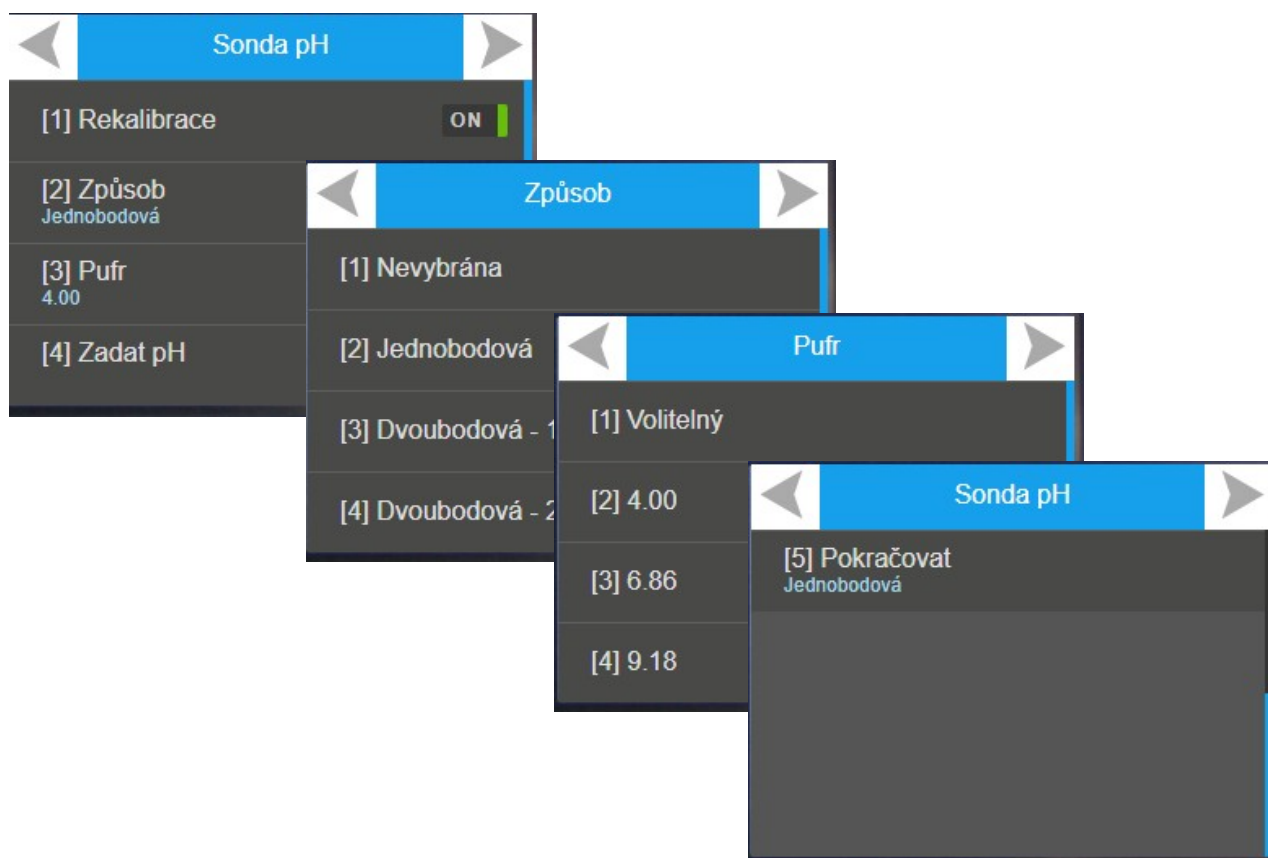 Sonda pH
[1] Rekalibrace ON
[2] Způsob
Jednobodová
[3] Pufr
4.00
[4] Zadat pH
Způsob
[1] Nevybrána
[2] Jednobodová
[3] Dvoubodová - 1
[4] Dvoubodová - 2
Pufr
[1] Volitelný
[2] 4.00
[3] 6.86
[4] 9.18
Sonda pH
[5] Pokračovat
Jednobodová